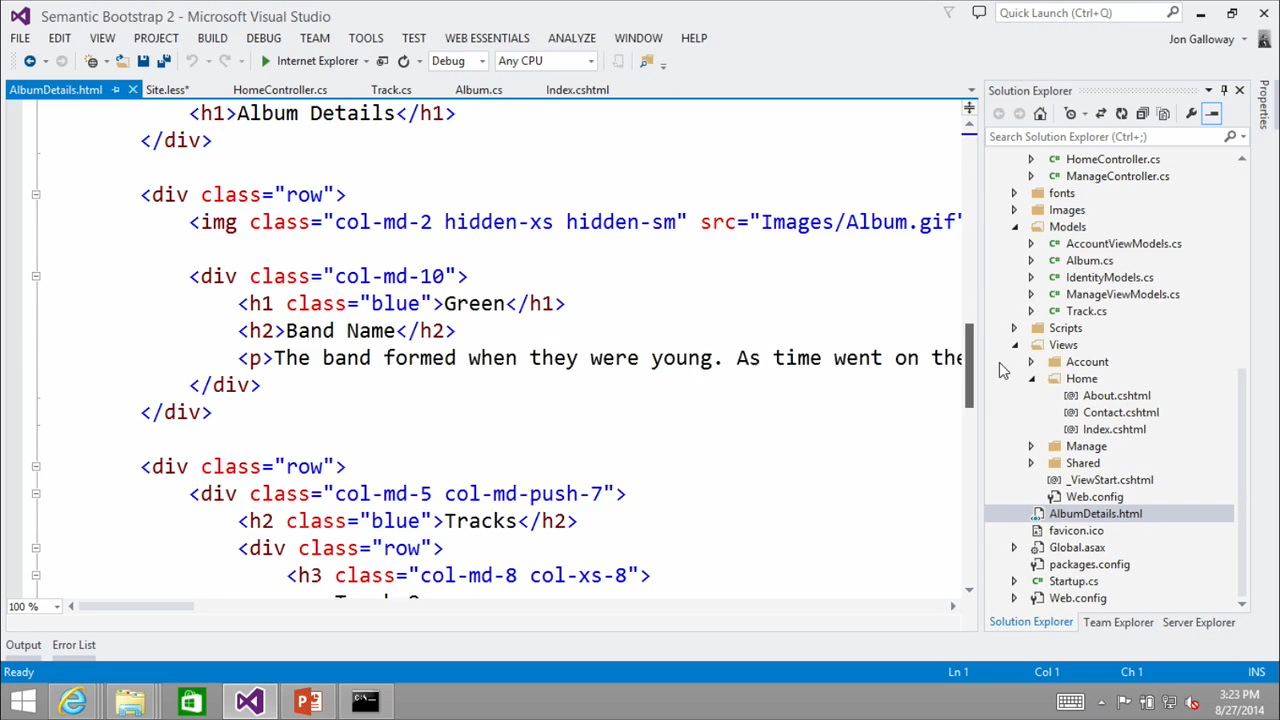 Semantic Bootstrap 2 - Microsoft Visual Studio
Quick Launch (Ctrl+Q)
FILE EDIT VIEW PROJECT BUILD DEBUG TEAM TOOLS TEST WEB ESSENTIALS ANALYZE WINDOW HELP
Jon Galloway
Internet Explorer Debug Any CPU
AlbumDetails.html Site.less* HomeController.cs Track.cs Album.cs Index.cshtml
<h1>Album Details</h1>
</div>
<div class="row">
<img class="col-md-2 hidden-xs hidden-sm" src="Images/Album.gif"
<div class="col-md-10">
<h1 class="blue">Green</h1>
<h2>Band Name</h2>
<p>The band formed when they were young. As time went on the
</div>
</div>
<div class="row">
<div class="col-md-5 col-md-push-7">
<h2 class="blue">Tracks</h2>
<div class="row">
<h3 class="col-md-8 col-xs-8">
100 %
Solution Explorer
Search Solution Explorer (Ctrl+;)
HomeController.cs
ManageController.cs
fonts
Images
Models
AccountViewModels.cs
Album.cs
IdentityModels.cs
ManageViewModels.cs
Track.cs
Scripts
Views
Account
Home
About.cshtml
Contact.cshtml
Index.cshtml
Manage
Shared
_ViewStart.cshtml
Web.config
AlbumDetails.html
favicon.ico
Global.asax
packages.config
Startup.cs
Web.config
Solution Explorer Team Explorer Server Explorer
Properties
Output Error List
Ready Ln 1 Col 1 Ch 1 INS
3:23 PM
8/27/2014